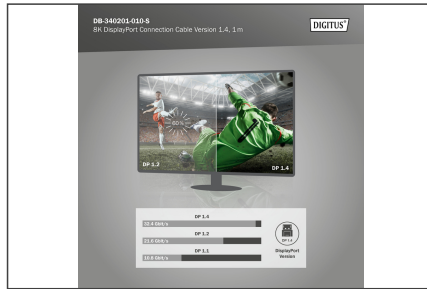 DB-340201-010-S
8K DisplayPort Connection Cable Version 1.4, 1 m
DIGITUS®
60%
DP 1.2
DP 1.4
DP 1.4
32.4 Gbit/s
DP 1.2
21.6 Gbit/s
DP 1.1
10.8 Gbit/s
DP 1.4
DisplayPort
Version